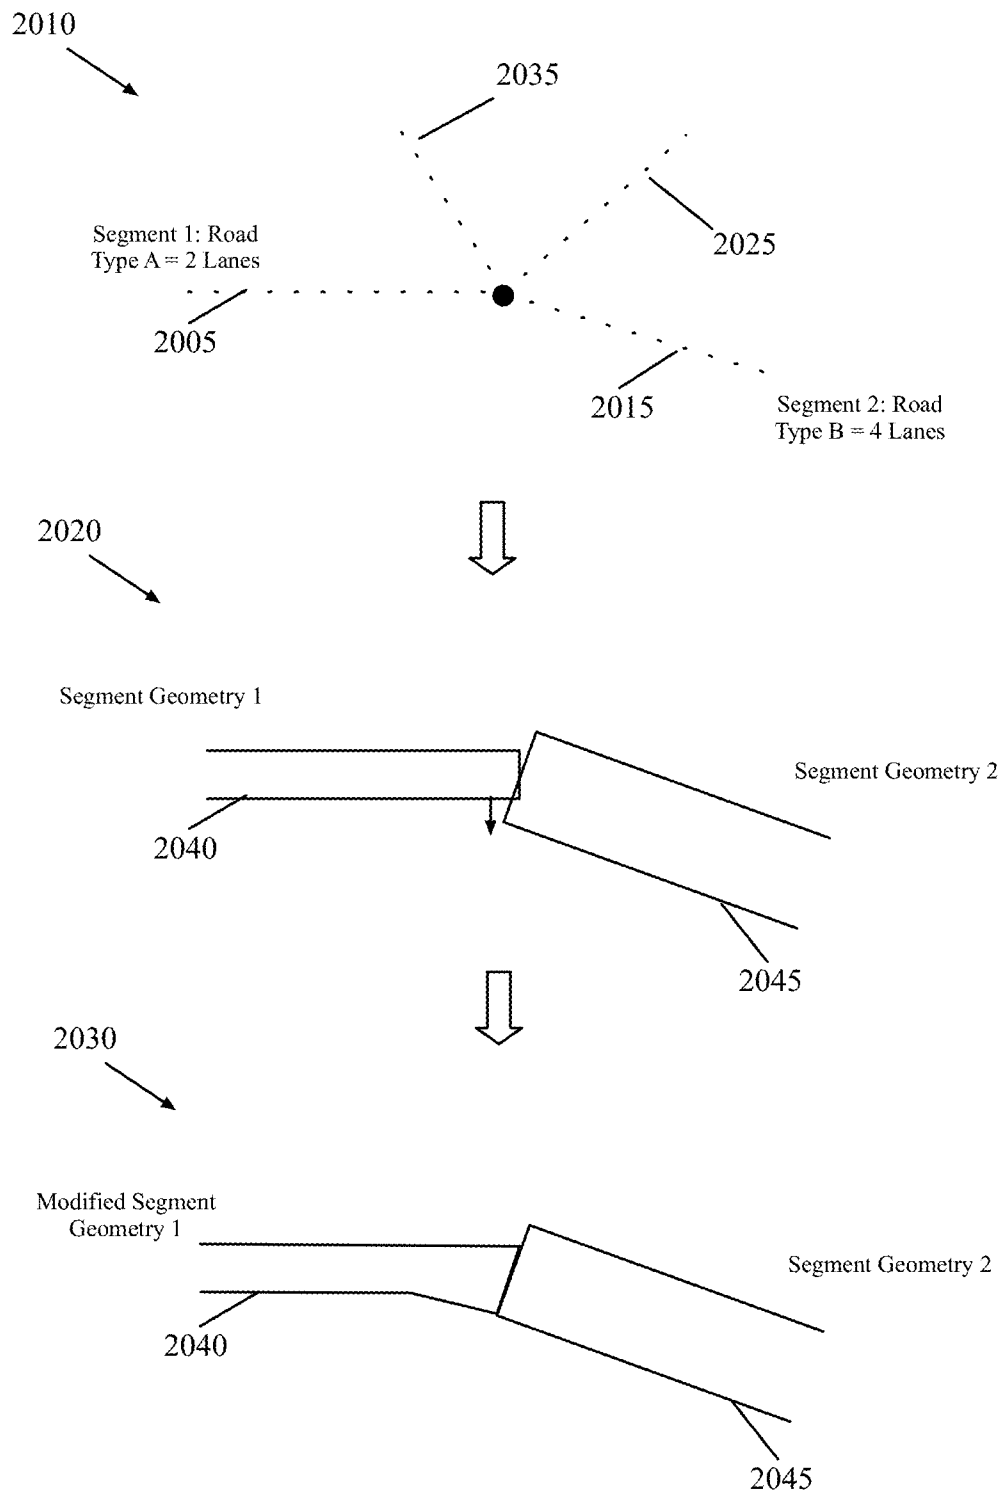 2010
2035
Segment 1: Road
Type A = 2 Lanes
2025
2005
2015
Segment 2: Road
Type B = 4 Lanes
2020
Segment Geometry 1
Segment Geometry 2
2040
2045
2030
Modified Segment
Geometry 1
Segment Geometry 2
2040
2045